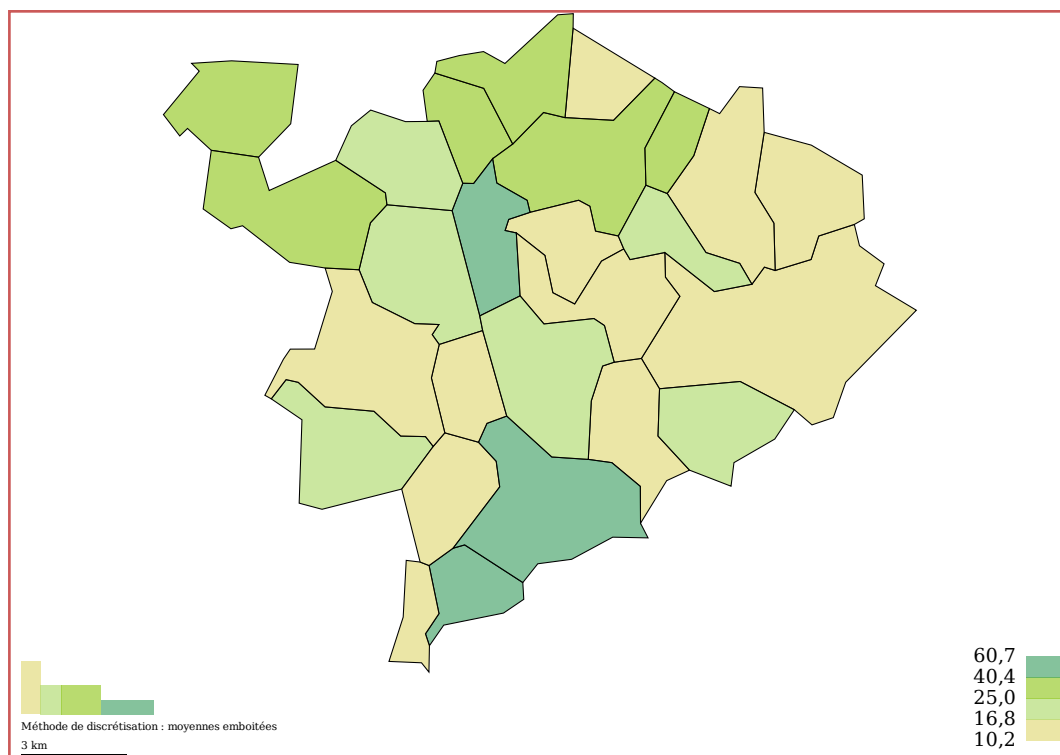 60,7
40,4
25,0
16,8
10,2
Méthode de discrétisation : moyennes emboitées
3 km